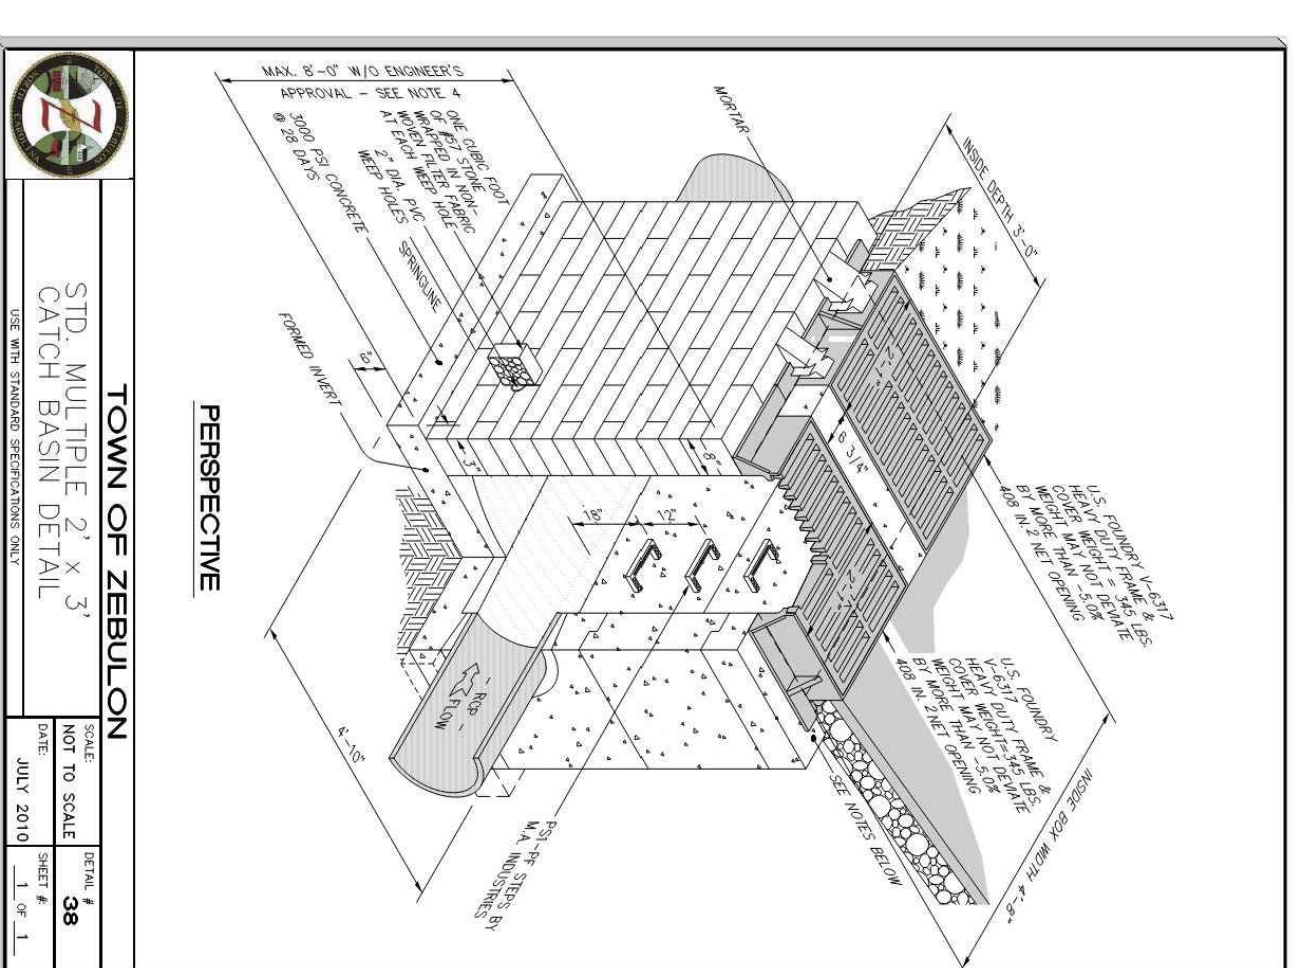 MAX. 8'-0" W/O ENGINEER'S
APPROVAL - SEE NOTE 4
ONE CUBIC FOOT
OF #57 STONE
WRAPPED IN NON-
WOVEN FILTER FABRIC
AT EACH WEEP HOLE
2" DIA. PVC
WEEP HOLES
3000 PSI CONCRETE
@ 28 DAYS
SPRINGLINE
FORMED INVERT
6"
3"
8"
MORTAR
INSIDE DEPTH 3'-0"
6 3/4"
18"
12"
U.S. FOUNDRY V-6317
HEAVY DUTY FRAME &
COVER WEIGHT = 345 LBS.
WEIGHT MAY NOT DEVIATE
BY MORE THAN -5.0%
408 IN.2 NET OPENING
U.S. FOUNDRY
V-6317
HEAVY DUTY FRAME &
COVER WEIGHT=345 LBS.
WEIGHT MAY NOT DEVIATE
BY MORE THAN -5.0%
408 IN. 2NET OPENING
INSIDE BOX WIDTH 4'-8"
SEE NOTES BELOW
PS1-PF STEPS BY
M.A. INDUSTRIES
- RCP -
FLOW
4'-10"
PERSPECTIVE
TOWN OF ZEBULON
STD. MULTIPLE 2' X 3'
CATCH BASIN DETAIL
USE WITH STANDARD SPECIFICATIONS ONLY
SCALE:
NOT TO SCALE
DATE:
JULY 2010
DETAIL #
38
SHEET #:
1 OF 1
TOWN OF ZEBULON
Z